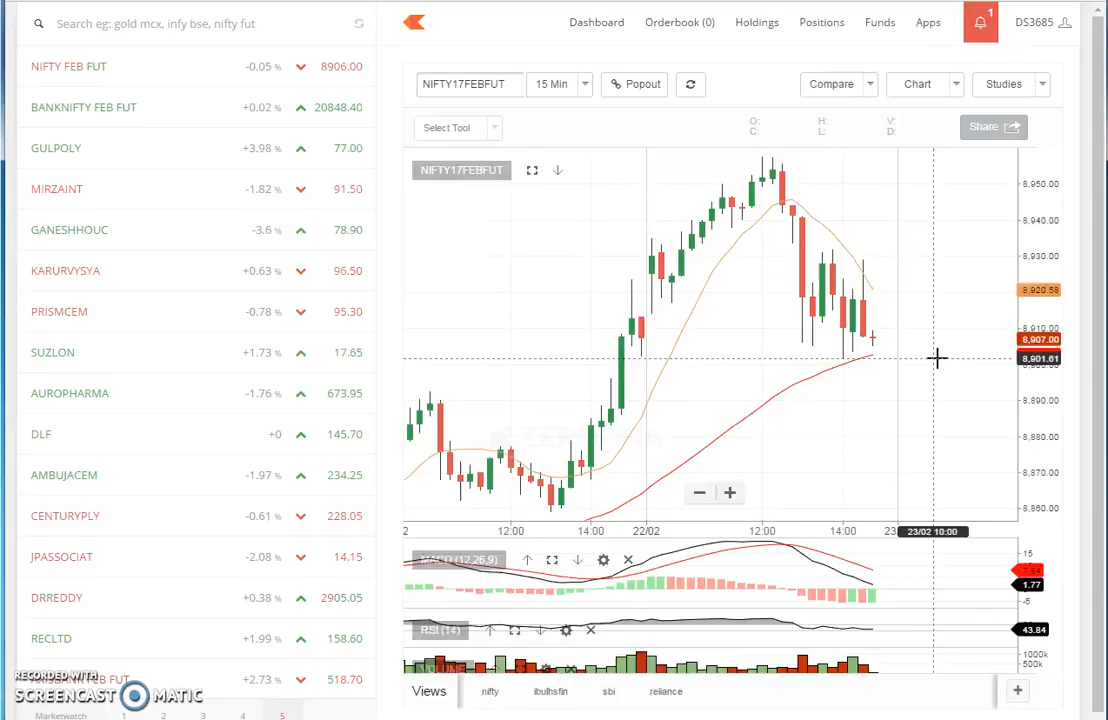 Search eg: gold mcx, infy bse, nifty fut
NIFTY FEB FUT -0.05 % 8906.00
BANKNIFTY FEB FUT +0.02 % 20848.40
GULPOLY +3.98 % 77.00
MIRZAINT -1.82 % 91.50
GANESHHOUC -3.6 % 78.90
KARURVYSYA +0.63 % 96.50
PRISMCEM -0.78 % 95.30
SUZLON +1.73 % 17.65
AUROPHARMA -1.76 % 673.95
DLF +0 145.70
AMBUJACEM -1.97 % 234.25
CENTURYPLY -0.61 % 228.05
JPASSOCIAT -2.08 % 14.15
DRREDDY +0.38 % 2905.05
RECLTD +1.99 % 158.60
FEB FUT +2.73 % 518.70
RECORDED WITH
SCREENCAST MATIC
Marketwatch 1 2 3 4 5
Dashboard Orderbook (0) Holdings Positions Funds Apps 1 DS3685
NIFTY17FEBFUT 15 Min Popout Compare Chart Studies
Select Tool O: H: V:
C: L: D: Share
NIFTY17FEBFUT
8,950.00
8,940.00
8,930.00
8,920.58
8,910.00
8,907.00
8,901.61
8,890.00
8,880.00
8,870.00
8,860.00
2 12:00 14:00 22/02 12:00 14:00 23 23/02 10:00
MACD (12,26,9)
15
7.54
1.77
-5
RSI (14)
43.84
VOLUME
1000k
500k
Views nifty ibulhsfin sbi reliance